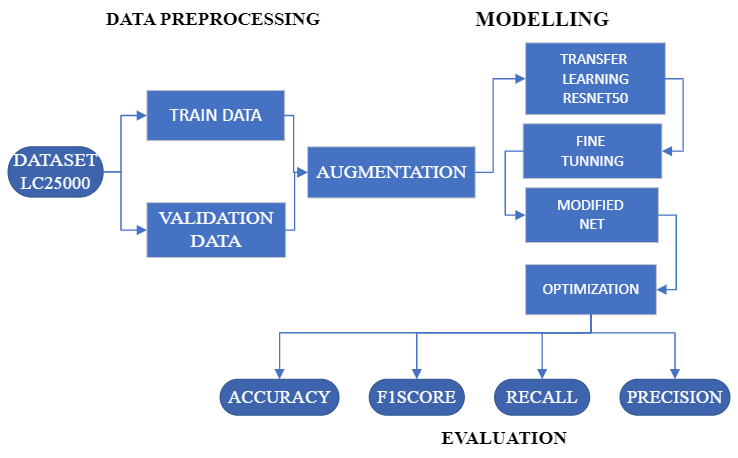 DATA PREPROCESSING
MODELLING
TRANSFER
LEARNING
RESNET50
TRAIN DATA
FINE
TUNNING
DATASET
LC25000
AUGMENTATION
MODIFIED
NET
VALIDATION
DATA
OPTIMIZATION
ACCURACY
F1SCORE
RECALL
PRECISION
EVALUATION